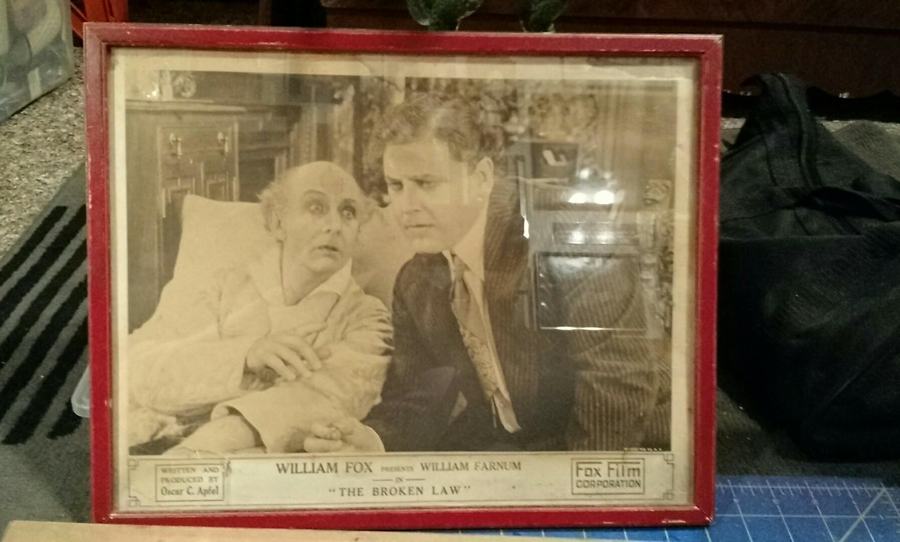 WRITTEN AND
PRODUCED BY
Oscar C. Apfel
WILLIAM FOX PRESENTS WILLIAM FARNUM
IN
"THE BROKEN LAW"
Fox Film
CORPORATION